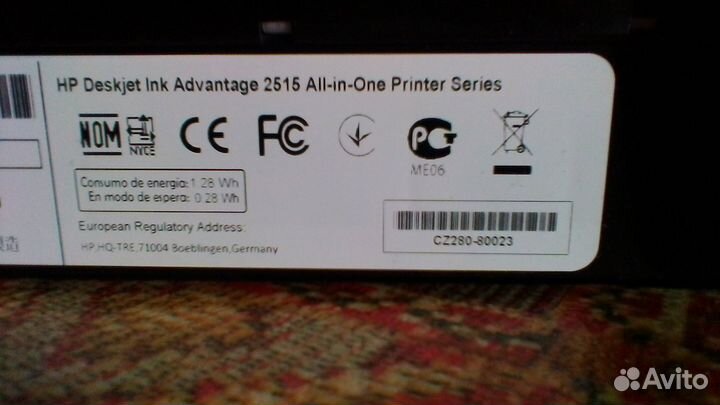 HP Deskjet Ink Advantage 2515 All-in-One Printer Series
NOM NYCE CE FC PCT
ME06
Consumo de energia: 1.28 Wh
En modo de espera: 0.28 Wh
European Regulatory Address:
HP, HQ-TRE, 71004 Boeblingen, Germany
CZ280-80023
Avito